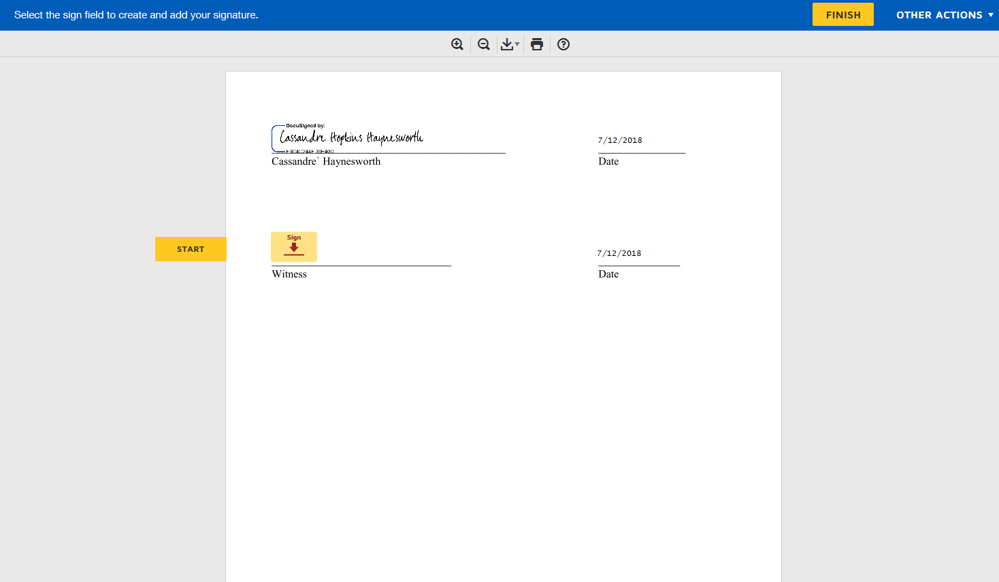 Select the sign field to create and add your signature.
FINISH
OTHER ACTIONS
DocuSigned by:
Cassandre Hopkins Haynesworth
7/12/2018
Cassandre` Haynesworth
Date
START
Sign
7/12/2018
Witness
Date